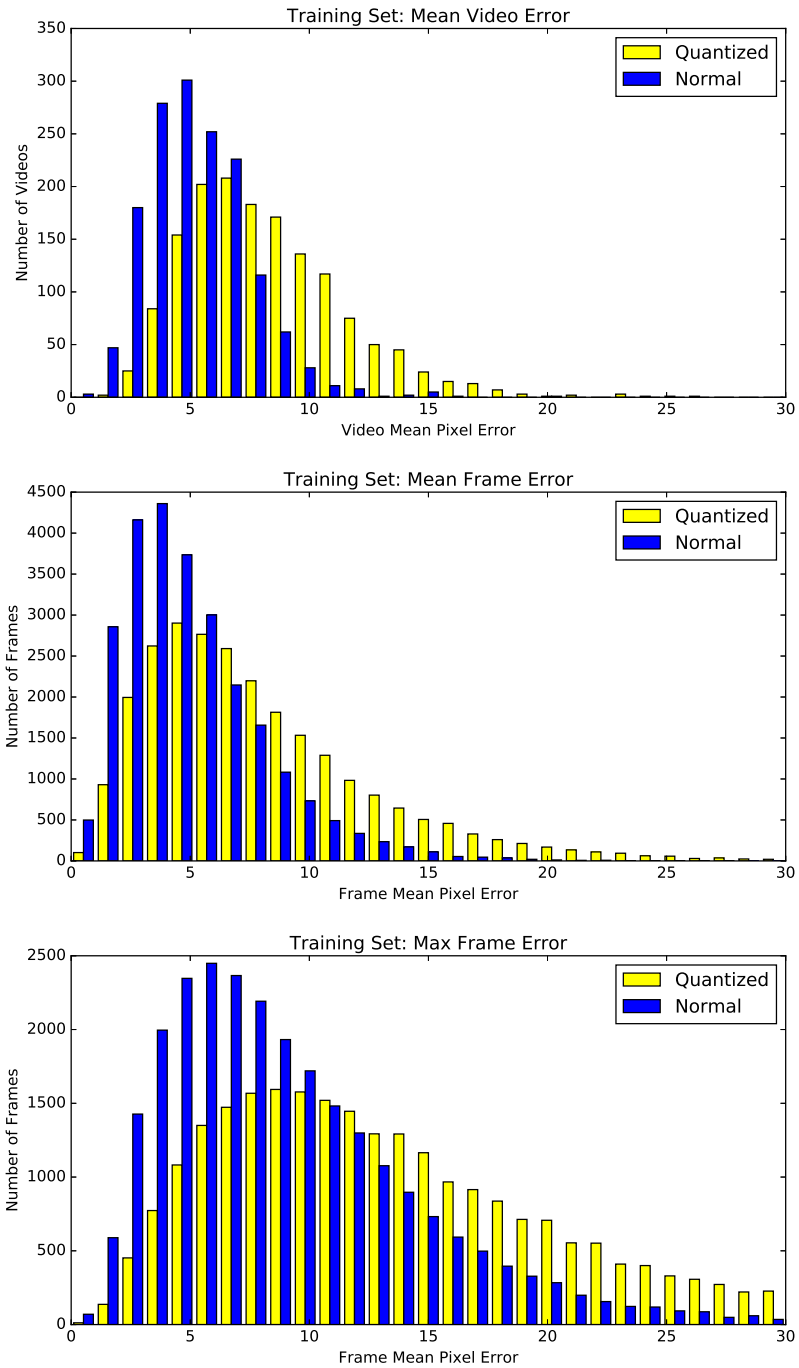 Training Set: Mean Video Error
350
300
250
200
150
100
50
0
Number of Videos
Quantized
Normal
0 5 10 15 20 25 30
Video Mean Pixel Error
Training Set: Mean Frame Error
4500
4000
3500
3000
2500
2000
1500
1000
500
0
Number of Frames
Quantized
Normal
0 5 10 15 20 25 30
Frame Mean Pixel Error
Training Set: Max Frame Error
2500
2000
1500
1000
500
0
Number of Frames
Quantized
Normal
0 5 10 15 20 25 30
Frame Mean Pixel Error